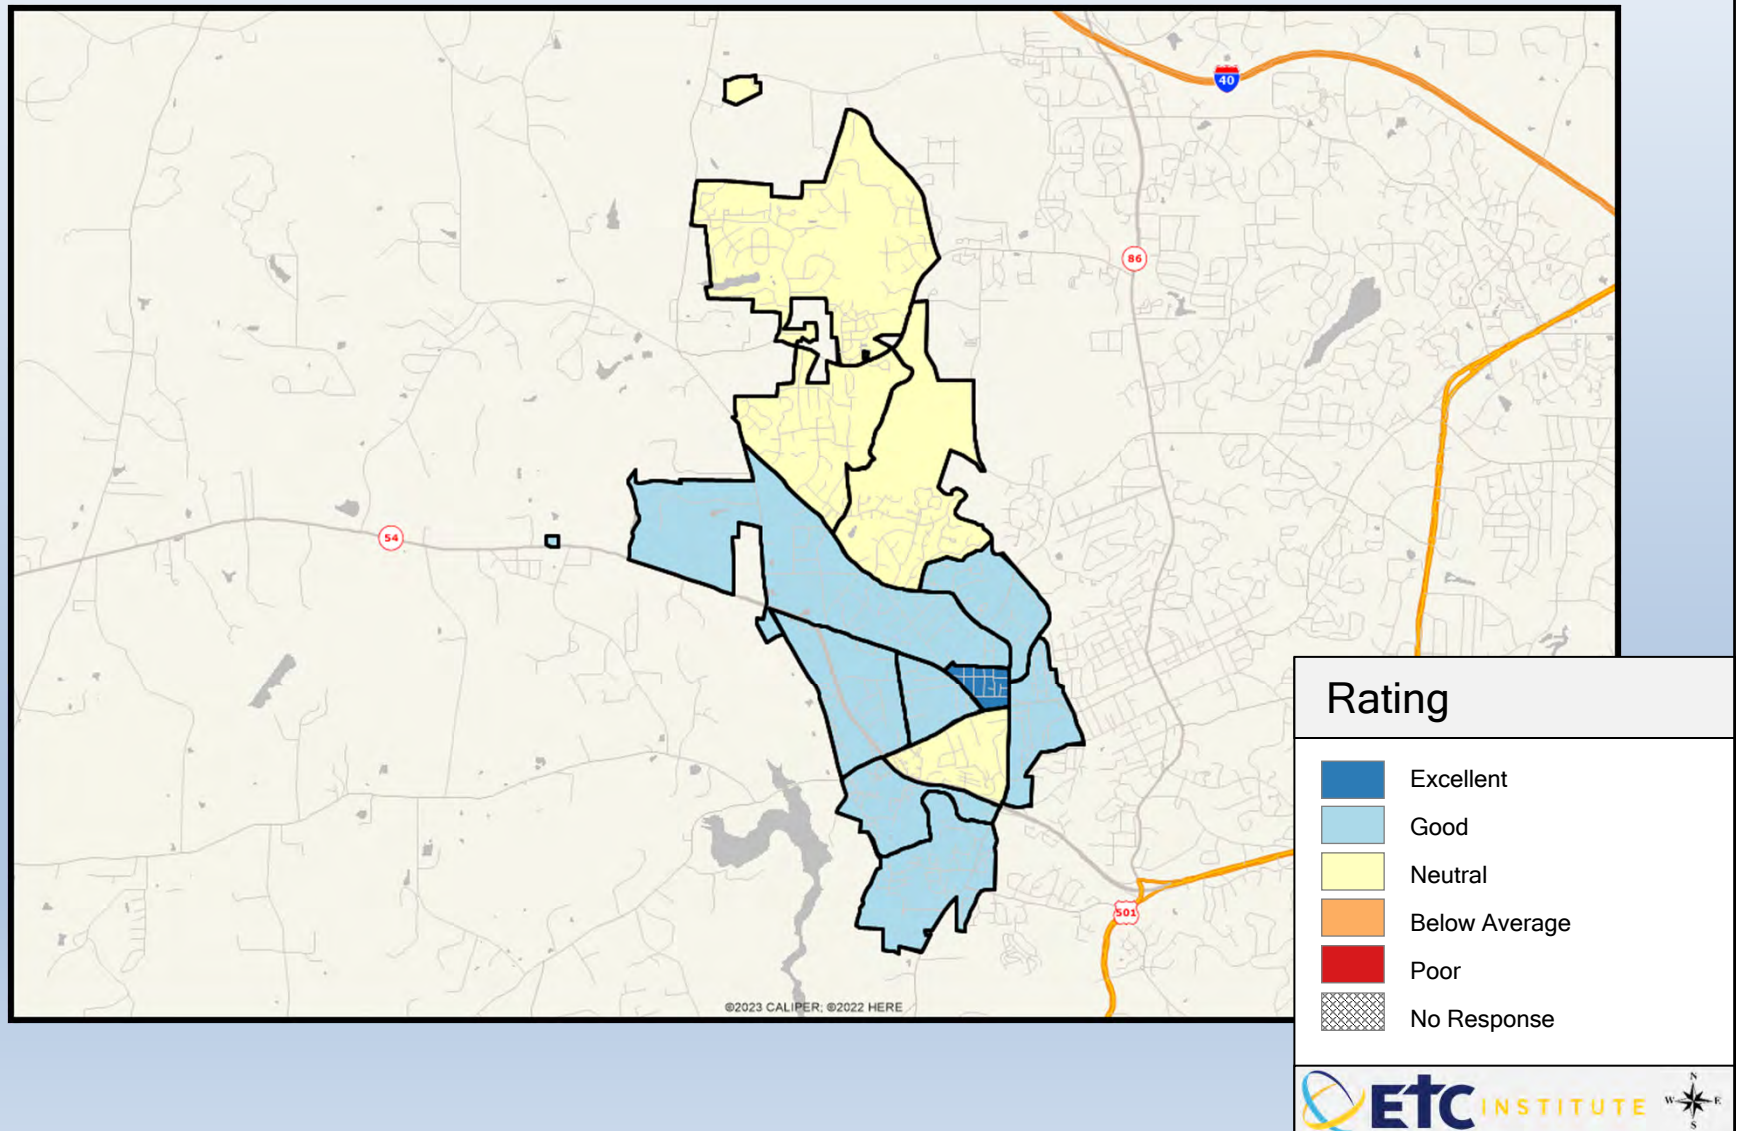 40
86
54
501
©2023 CALIPER; ©2022 HERE
Rating
Excellent
Good
Neutral
Below Average
Poor
No Response
ETC INSTITUTE
N
W E
S